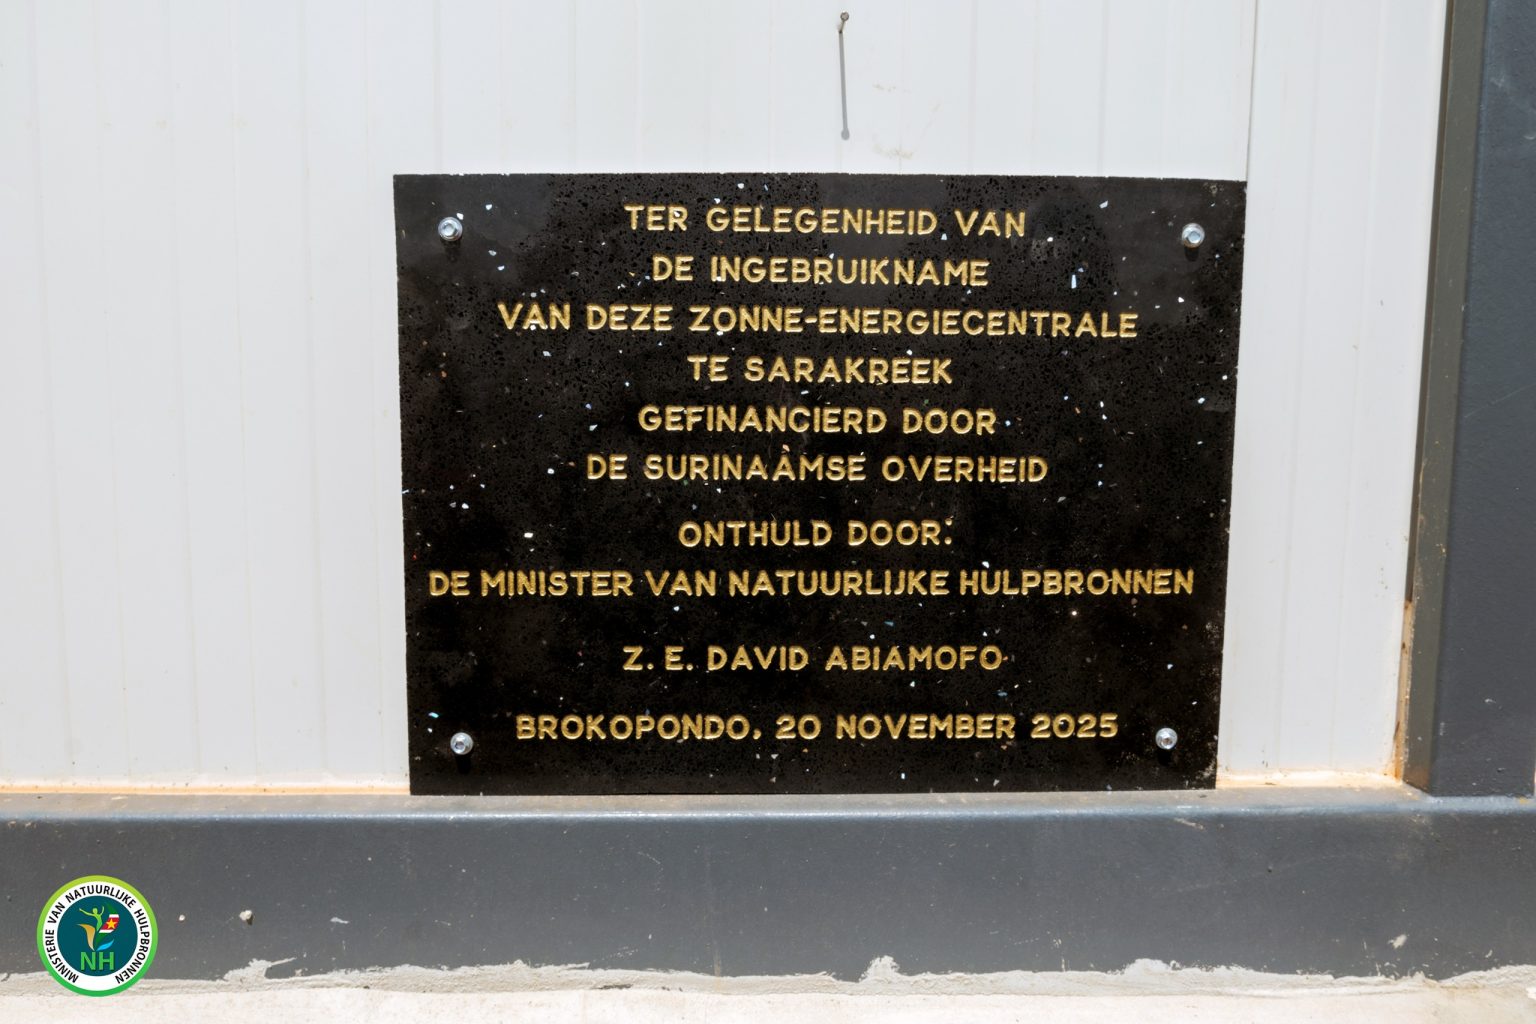 TER GELEGENHEID VAN
DE INGEBRUIKNAME
VAN DEZE ZONNE-ENERGIECENTRALE
TE SARAKREEK
GEFINANCIERD DOOR
DE SURINAAMSE OVERHEID
ONTHULD DOOR:
DE MINISTER VAN NATUURLIJKE HULPBRONNEN
Z. E. DAVID ABIAMOFO
BROKOPONDO, 20 NOVEMBER 2025
MINISTERIE VAN NATUURLIJKE HULPBRONNEN
NH